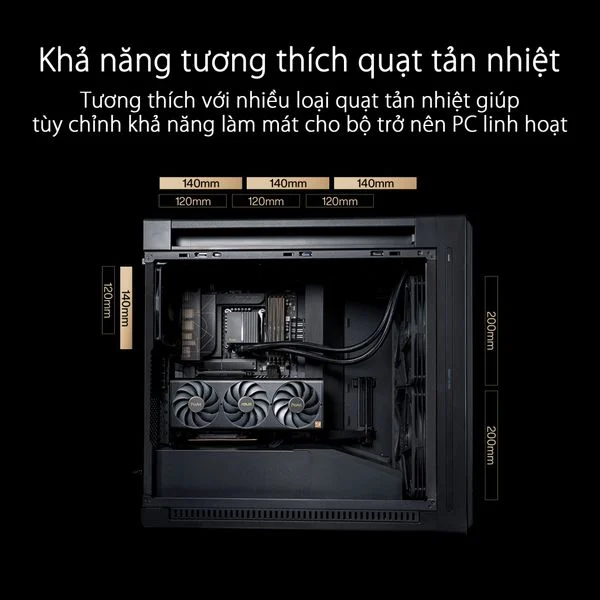 Khả năng tương thích quạt tản nhiệt
Tương thích với nhiều loại quạt tản nhiệt giúp
tùy chỉnh khả năng làm mát cho bộ trở nên PC linh hoạt
140mm 140mm 140mm
120mm 120mm 120mm
120mm
140mm
200mm
200mm